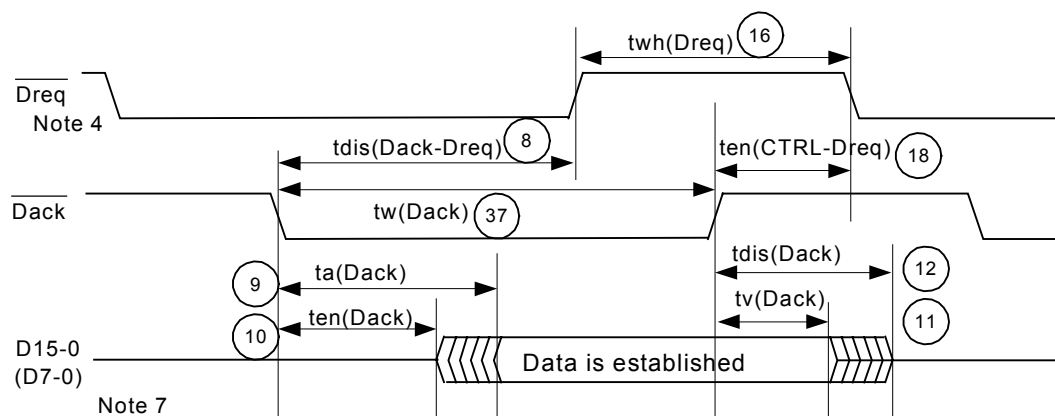 twh(Dreq) 16
Dreq
Note 4
8
tdis(Dack-Dreq)
ten(CTRL-Dreq) 18
Dack
tw(Dack) 37
tdis(Dack) 12
9 ta(Dack)
tv(Dack) 11
10 ten(Dack)
D15-0
(D7-0)
Data is established
Note 7